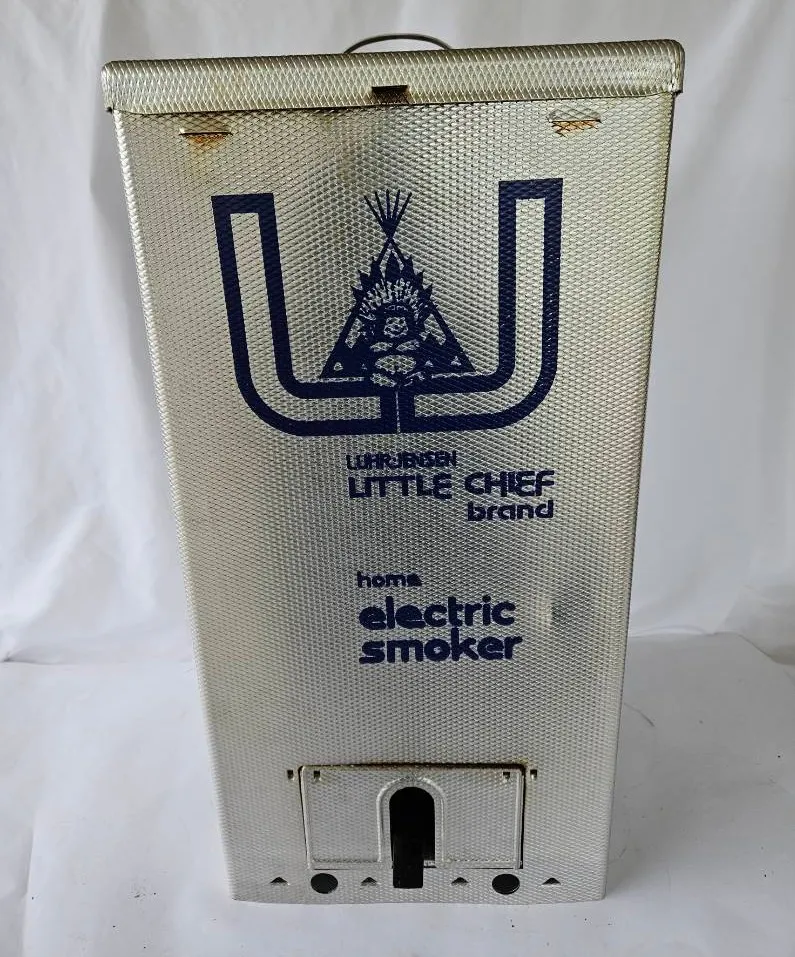 LUHR JENSEN
LITTLE CHIEF
brand
home
electric
smoker